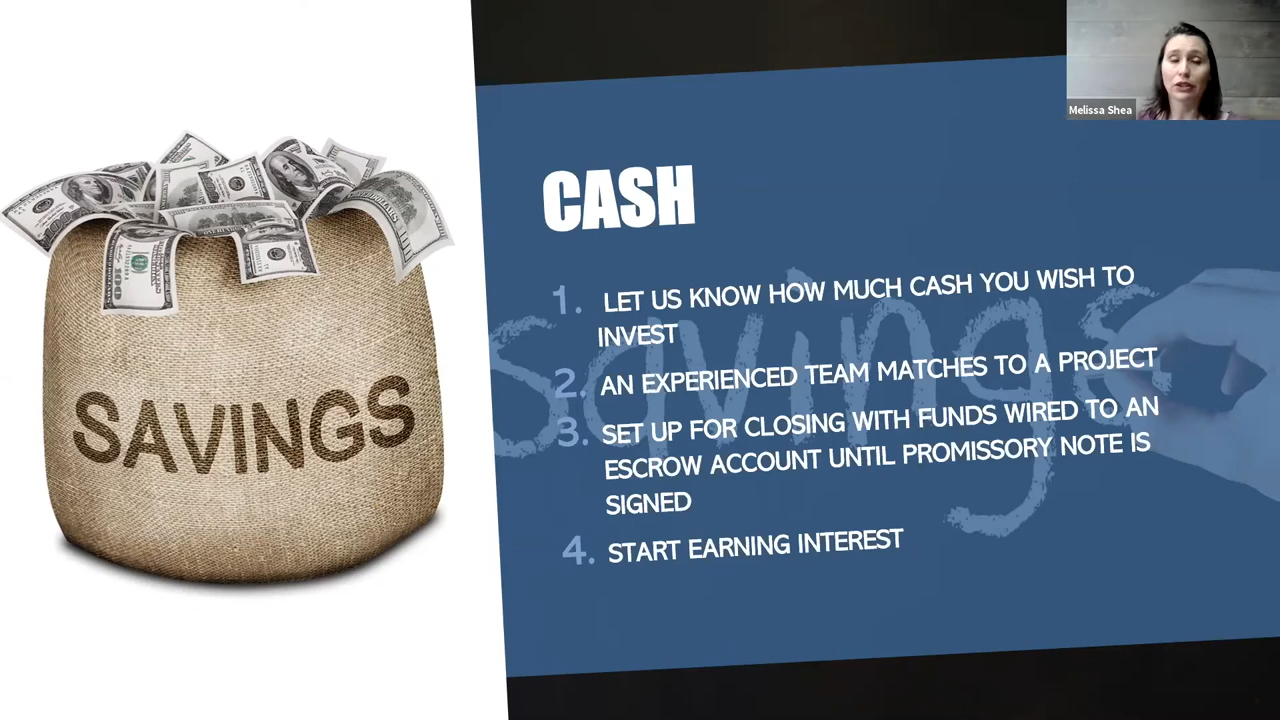 Melissa Shea
CASH
1. LET US KNOW HOW MUCH CASH YOU WISH TO
INVEST
2. AN EXPERIENCED TEAM MATCHES TO A PROJECT
3. SET UP FOR CLOSING WITH FUNDS WIRED TO AN
ESCROW ACCOUNT UNTIL PROMISSORY NOTE IS
SIGNED
4. START EARNING INTEREST
savings
SAVINGS
100